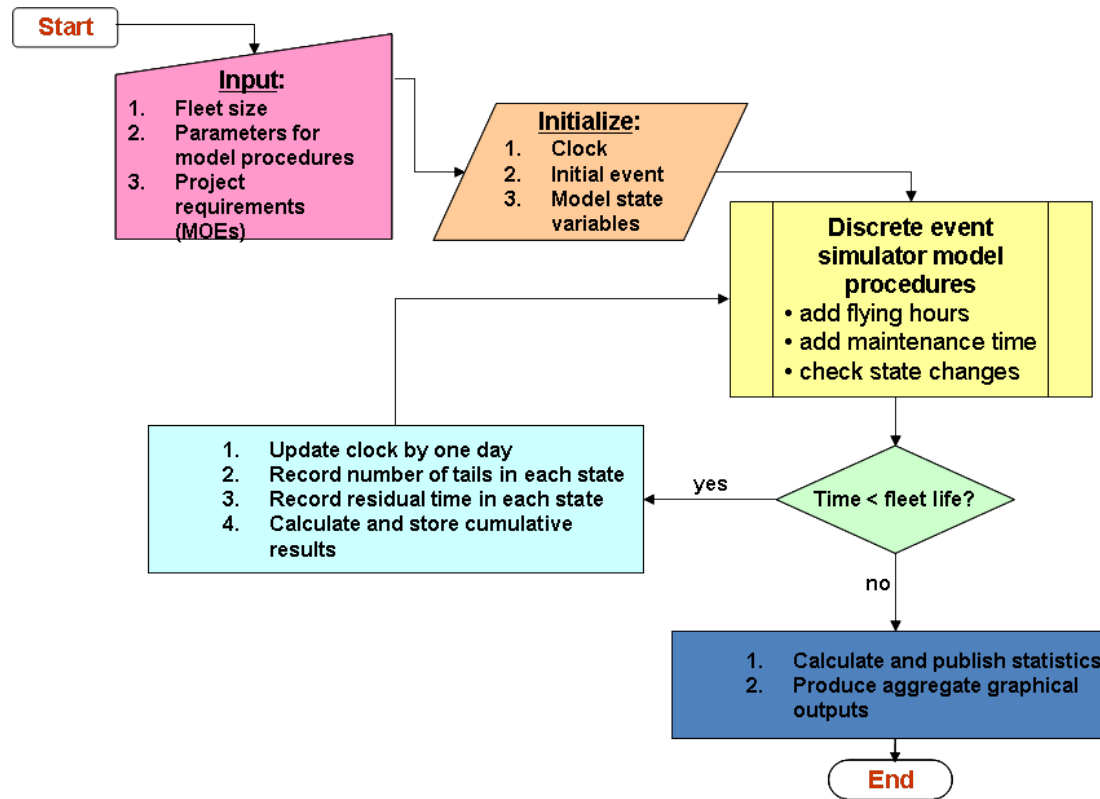 Start
Input:
1. Fleet size
2. Parameters for
model procedures
3. Project
requirements
(MOEs)
Initialize:
1. Clock
2. Initial event
3. Model state
variables
Discrete event
simulator model
procedures
• add flying hours
• add maintenance time
• check state changes
1. Update clock by one day
2. Record number of tails in each state
3. Record residual time in each state
4. Calculate and store cumulative
results
yes
Time < fleet life?
no
1. Calculate and publish statistics
2. Produce aggregate graphical
outputs
End